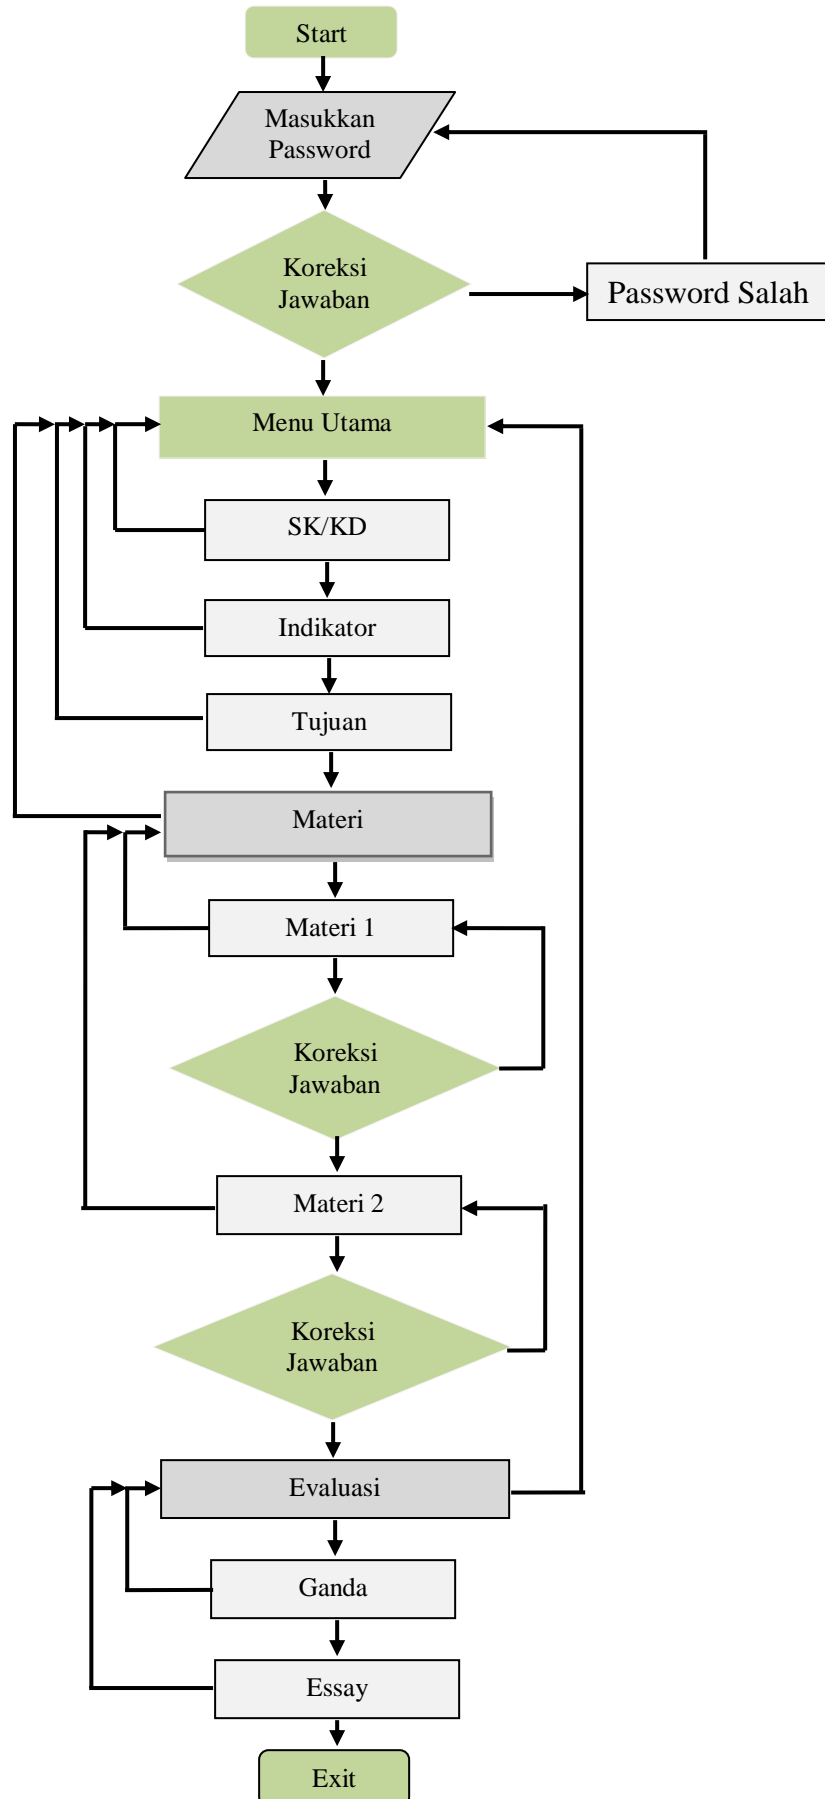 Start
Masukkan
Password
Koreksi
Jawaban
Password Salah
Menu Utama
SK/KD
Indikator
Tujuan
Materi
Materi 1
Koreksi
Jawaban
Materi 2
Koreksi
Jawaban
Evaluasi
Ganda
Essay
Exit